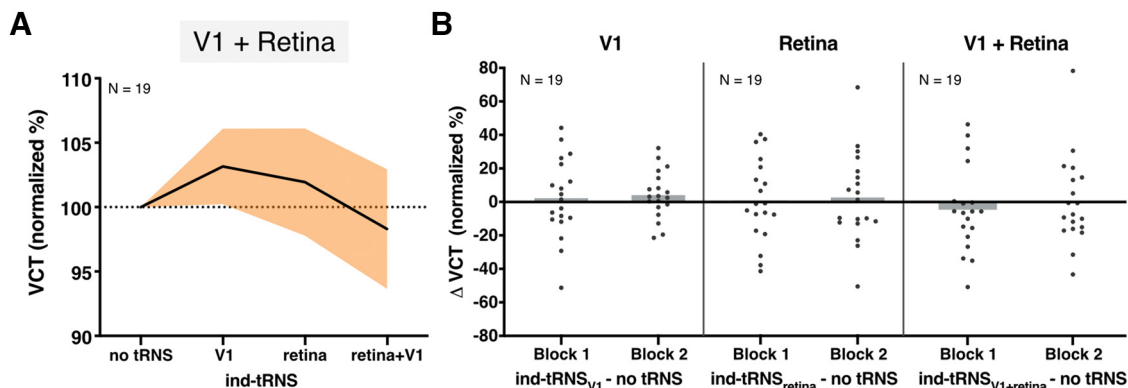 A
V1 + Retina
N = 19
VCT (normalized %)
110
105
100
95
90
no tRNS
V1
retina
retina+V1
ind-tRNS
B
V1
Retina
V1 + Retina
N = 19
N = 19
N = 19
Δ VCT (normalized %)
80
60
40
20
0
-20
-40
-60
-80
Block 1
Block 2
Block 1
Block 2
Block 1
Block 2
ind-tRNSV1 - no tRNS
ind-tRNSretina - no tRNS
ind-tRNSV1+retina - no tRNS